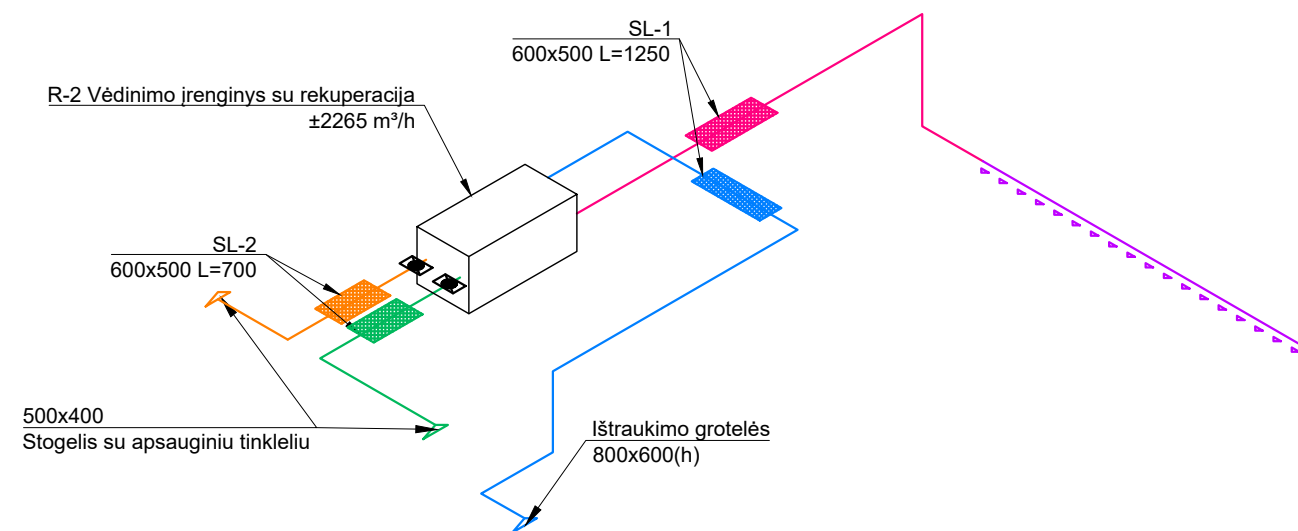 SL-1
600x500 L=1250
R-2 Vėdinimo įrenginys su rekuperacija
±2265 m³/h
SL-2
600x500 L=700
500x400
Stogelis su apsauginiu tinkleliu
Ištraukimo grotelės
800x600(h)